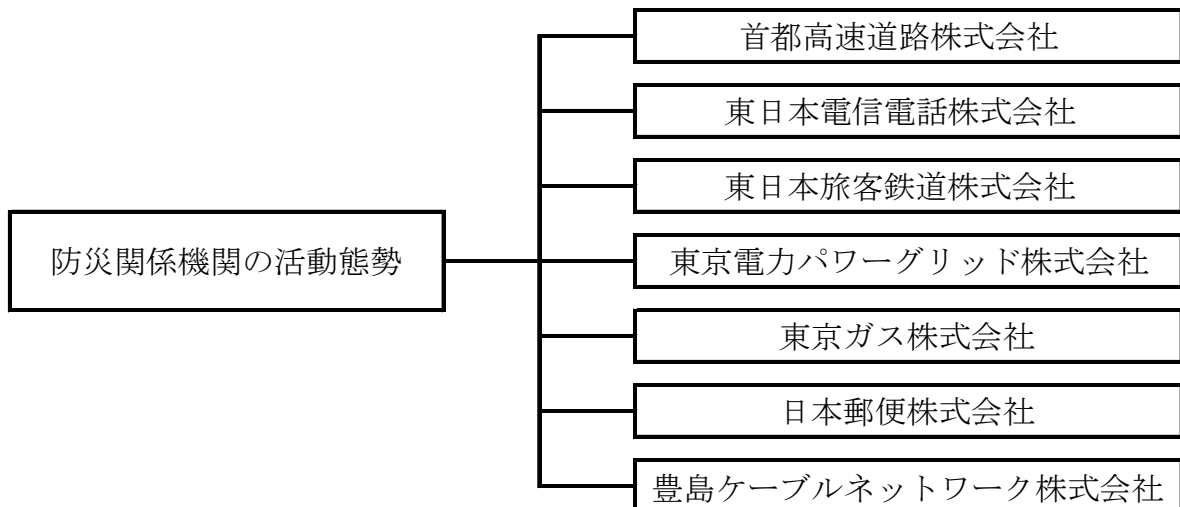 首都高速道路株式会社
東日本電信電話株式会社
東日本旅客鉄道株式会社
防災関係機関の活動態勢
東京電力パワーグリッド株式会社
東京ガス株式会社
日本郵便株式会社
豊島ケーブルネットワーク株式会社